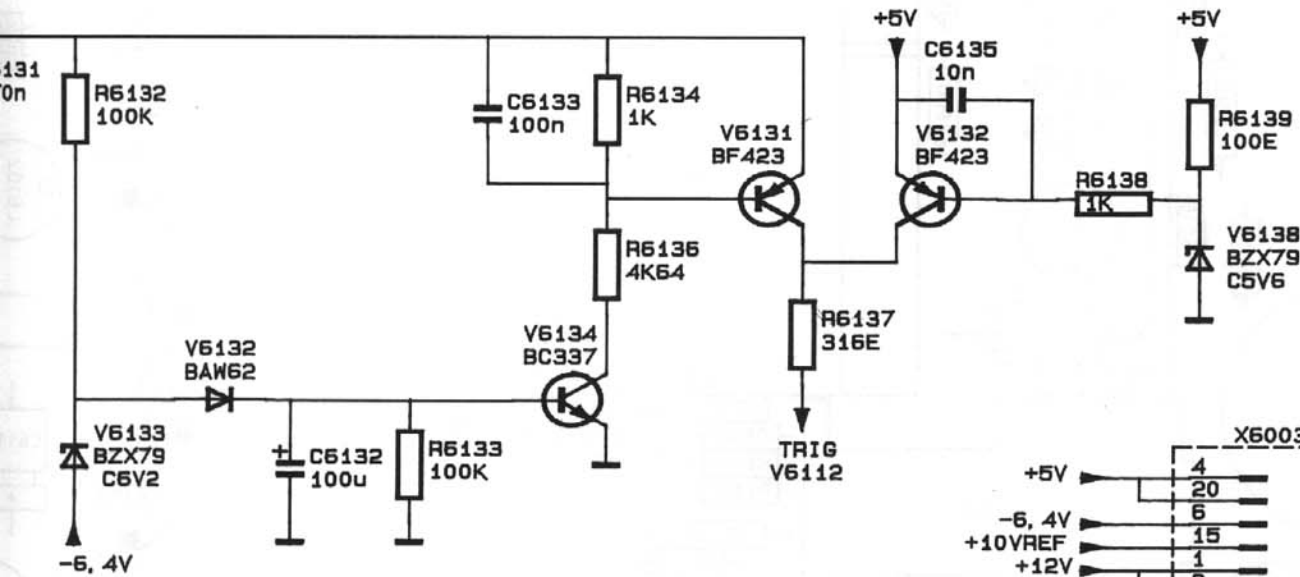 R6132
100K
C6133
100n
R6134
1K
V6131
BF423
+5V
C6135
10n
V6132
BF423
+5V
R6139
100E
R6138
1K
V6138
BZX79
C5V6
R6136
4K64
R6137
316E
TRIG
V6112
V6132
BAW62
V6134
BC337
V6133
BZX79
C6V2
-6,4V
+
C6132
100u
R6133
100K
X6003
+5V
4
20
-6,4V
6
+10VREF
15
+12V
1